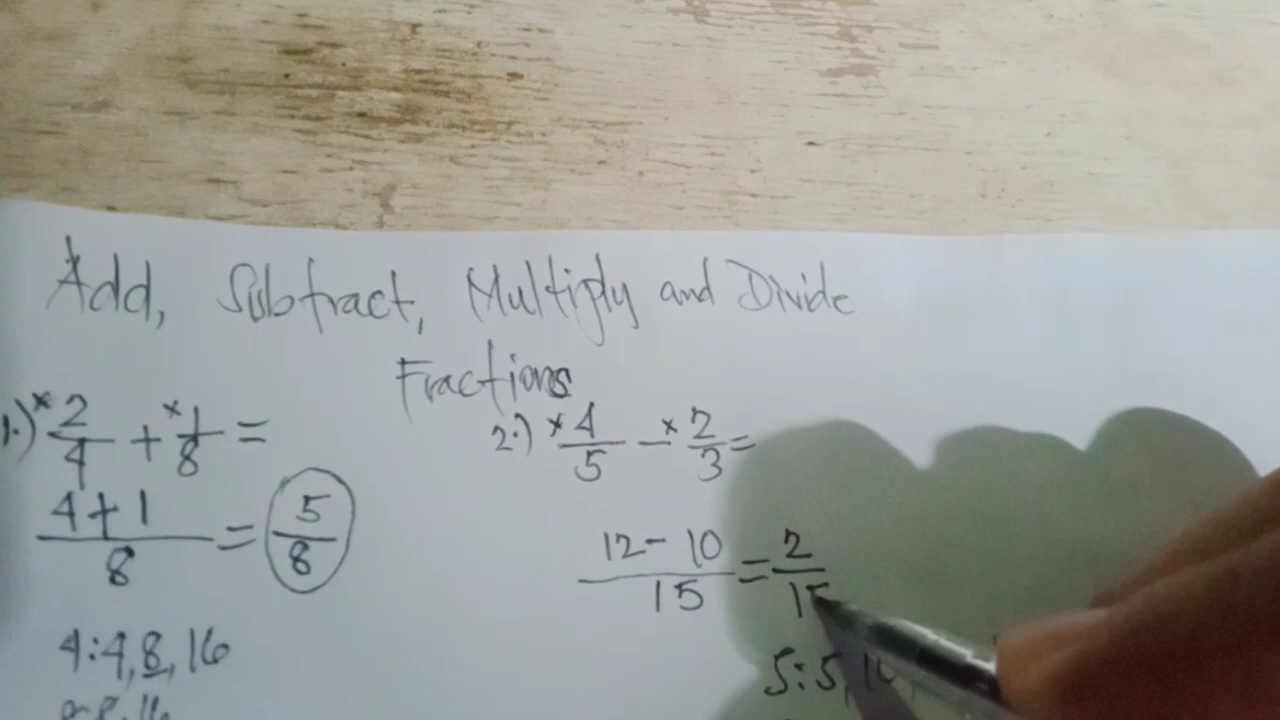 Add, Subtract, Multiply and Divide
Fractions
1.) × 2/4 + × 1/8 =
4+1/8 = 5/8
4:4,8,16
2.) × 4/5 - × 2/3 =
12-10/15 = 2/15
5:5,10,